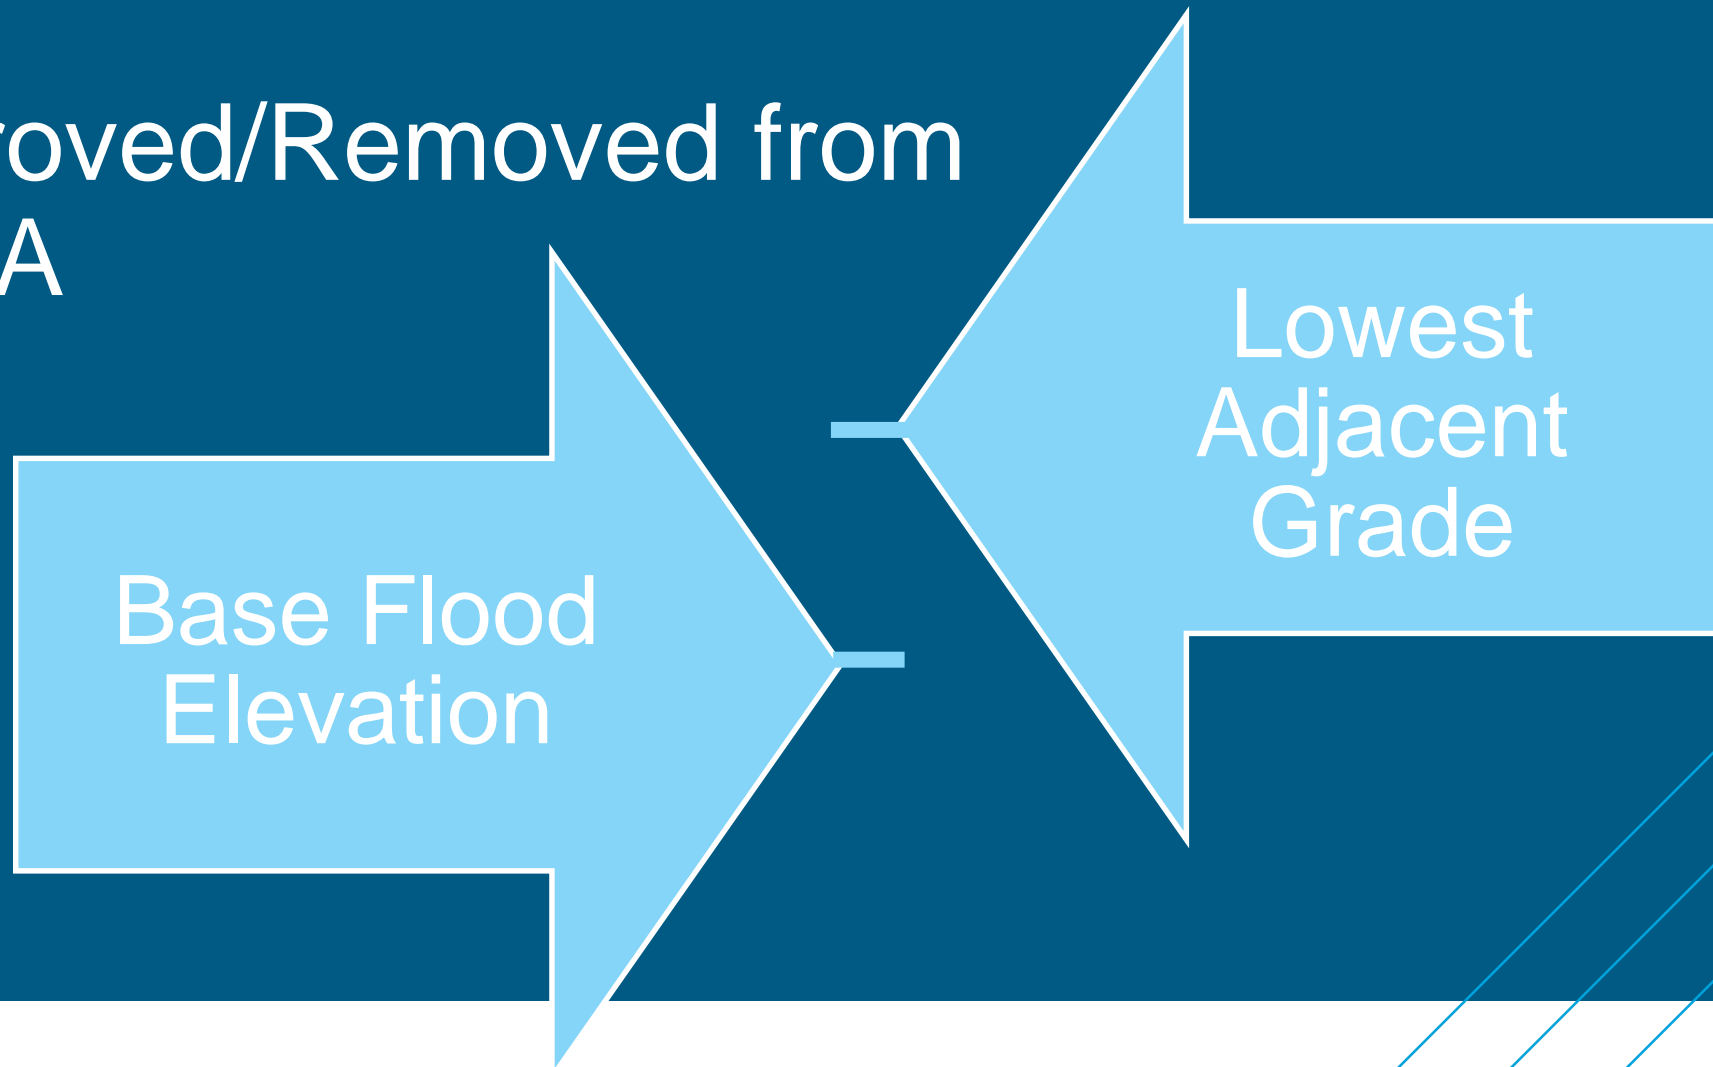 roved/Removed from
A
Lowest
Adjacent
Grade
Base Flood
Elevation